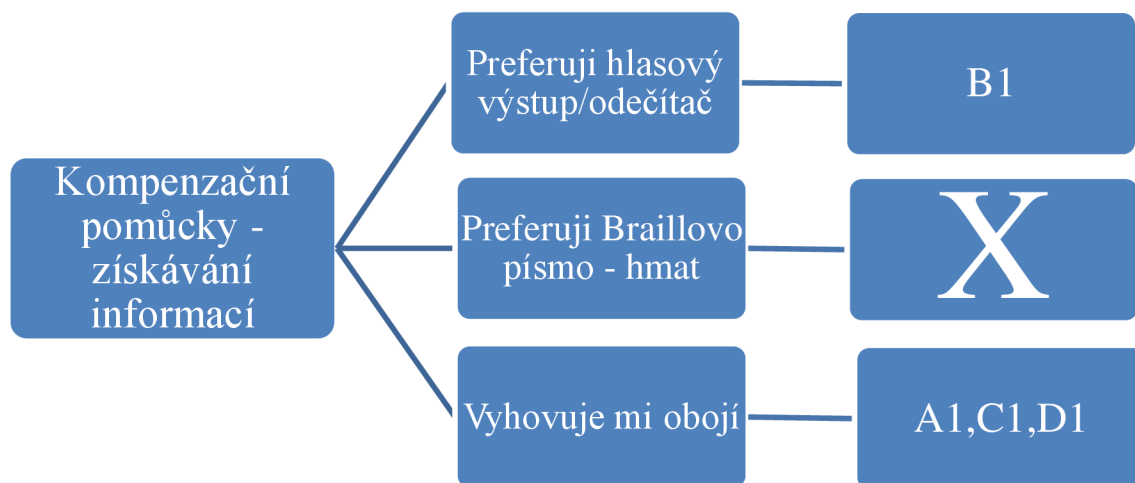 Kompenzační
pomůcky -
získávání
informací
Preferuji hlasový
výstup/odečítač
B1
Preferuji Braillovo
písmo - hmat
X
Vyhovuje mi obojí
A1,C1,D1